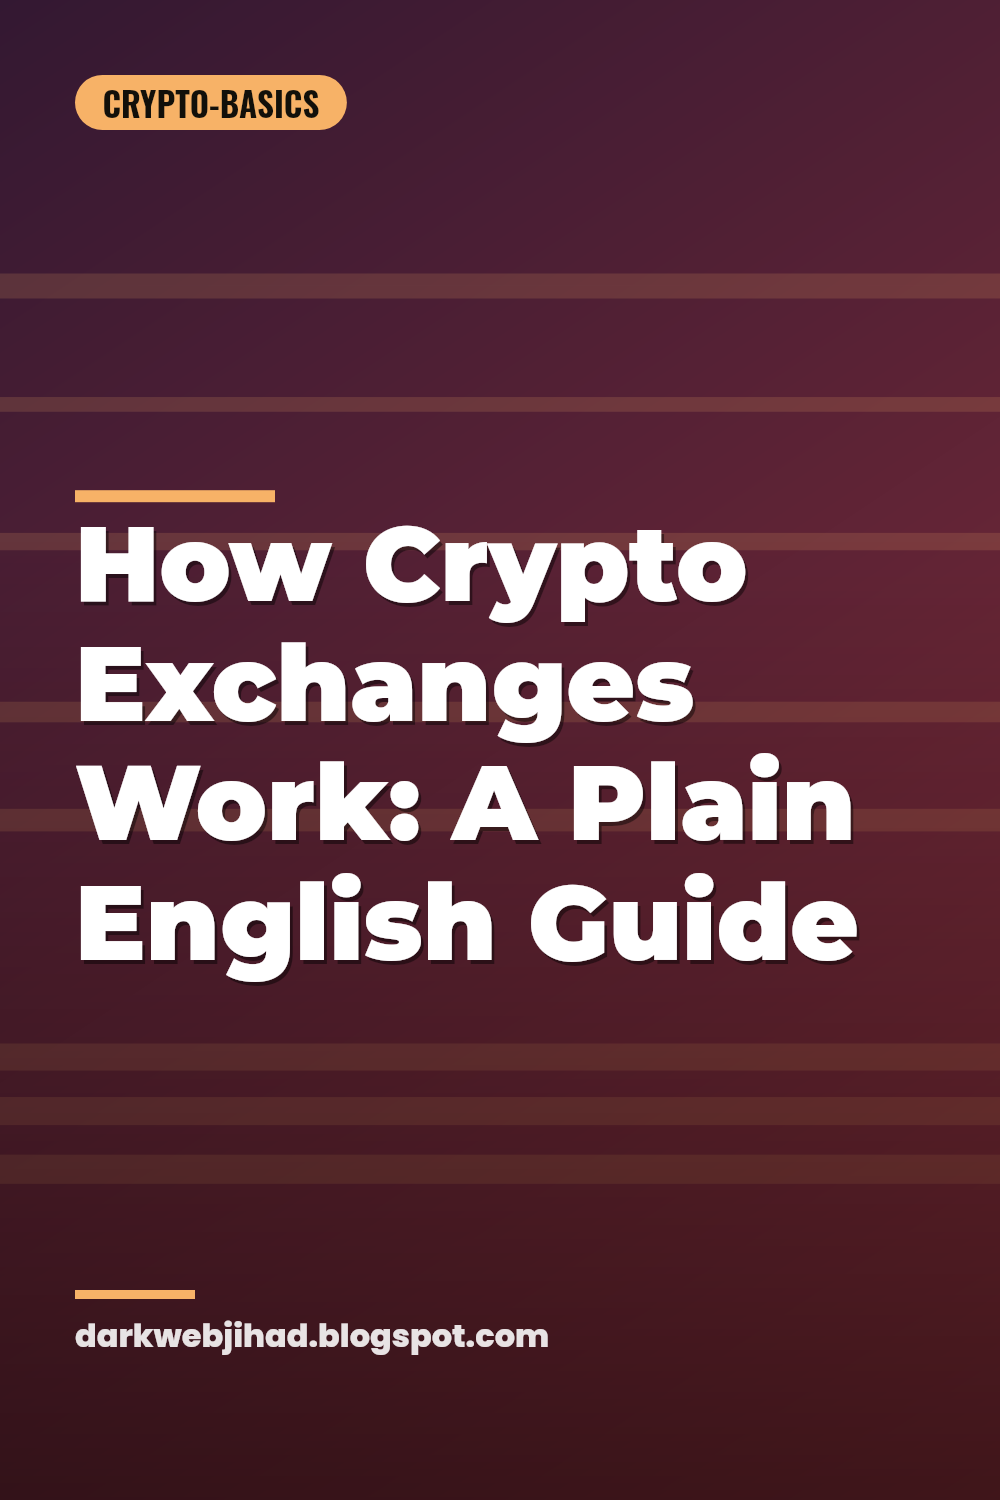 CRYPTO-BASICS
How Crypto
Exchanges
Work: A Plain
English Guide
darkwebjihad.blogspot.com